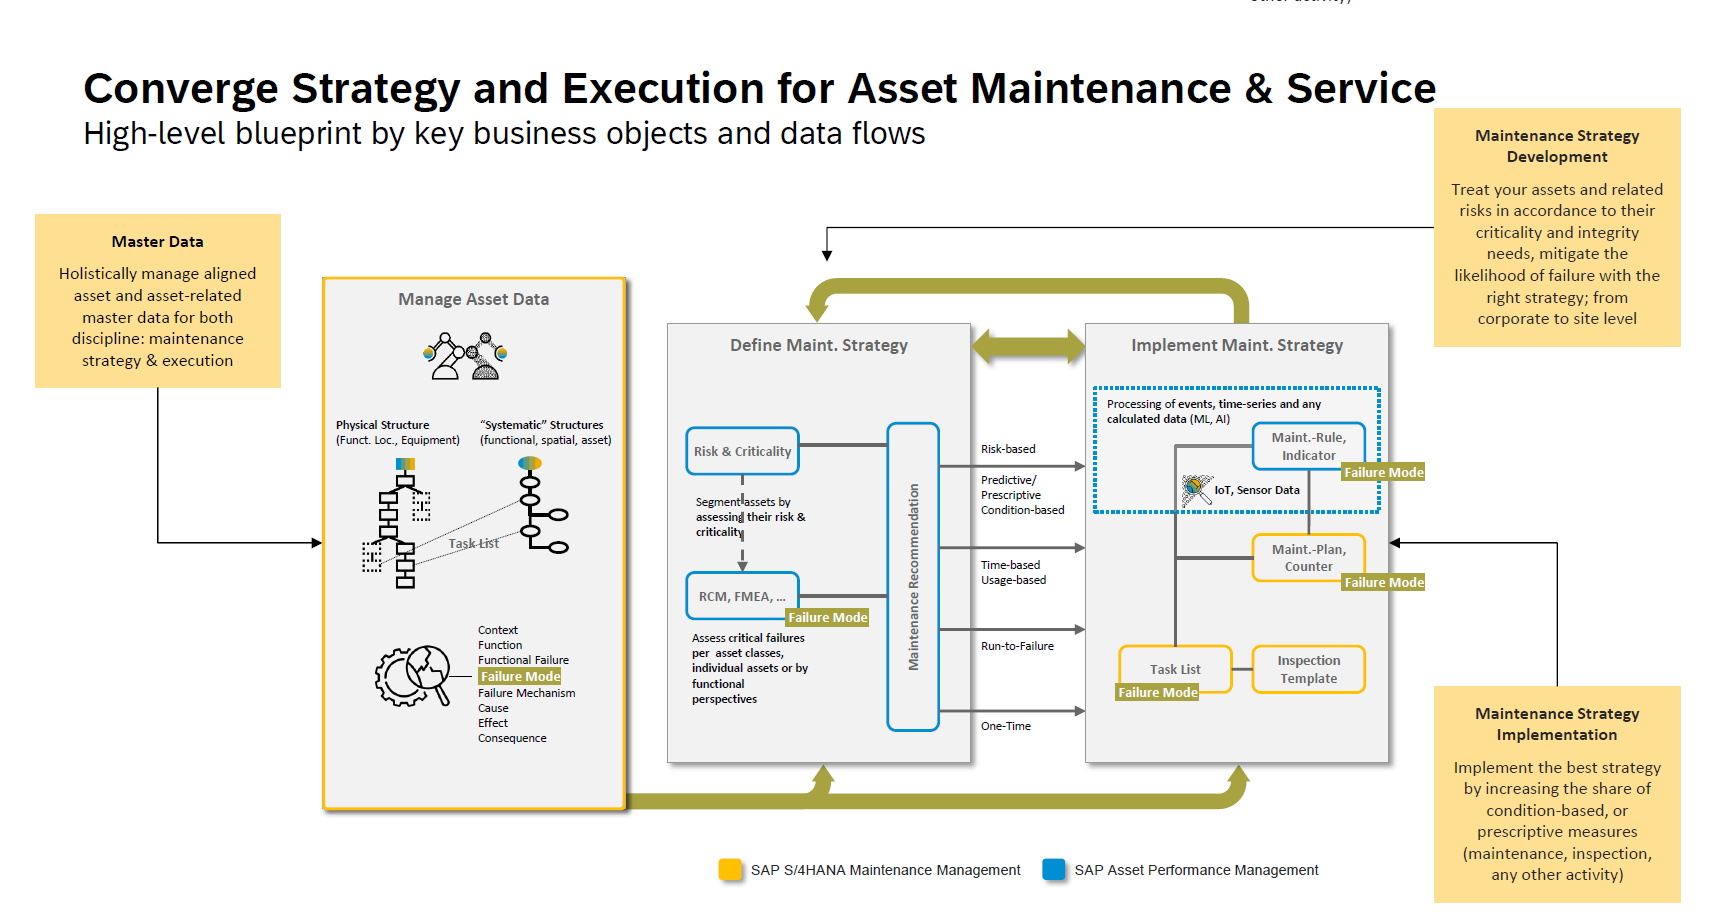 Converge Strategy and Execution for Asset Maintenance & Service
High-level blueprint by key business objects and data flows
Master Data
Holistically manage aligned
asset and asset-related
master data for both
discipline: maintenance
strategy & execution
Manage Asset Data
Physical Structure
(Funct. Loc., Equipment)
“Systematic” Structures
(functional, spatial, asset)
Task List
Context
Function
Functional Failure
Failure Mode
Failure Mechanism
Cause
Effect
Consequence
Define Maint. Strategy
Risk & Criticality
Segment assets by
assessing their risk &
criticality
RCM, FMEA, ...
Failure Mode
Assess critical failures
per asset classes,
individual assets or by
functional
perspectives
Maintenance Recommendation
Risk-based
Predictive/
Prescriptive
Condition-based
Time-based
Usage-based
Run-to-Failure
One-Time
Implement Maint. Strategy
Processing of events, time-series and any
calculated data (ML, AI)
Maint.-Rule,
Indicator
Failure Mode
IoT, Sensor Data
Maint.-Plan,
Counter
Failure Mode
Task List
Failure Mode
Inspection
Template
Maintenance Strategy
Development
Treat your assets and related
risks in accordance to their
criticality and integrity
needs, mitigate the
likelihood of failure with the
right strategy; from
corporate to site level
Maintenance Strategy
Implementation
Implement the best strategy
by increasing the share of
condition-based, or
prescriptive measures
(maintenance, inspection,
any other activity)
SAP S/4HANA Maintenance Management
SAP Asset Performance Management